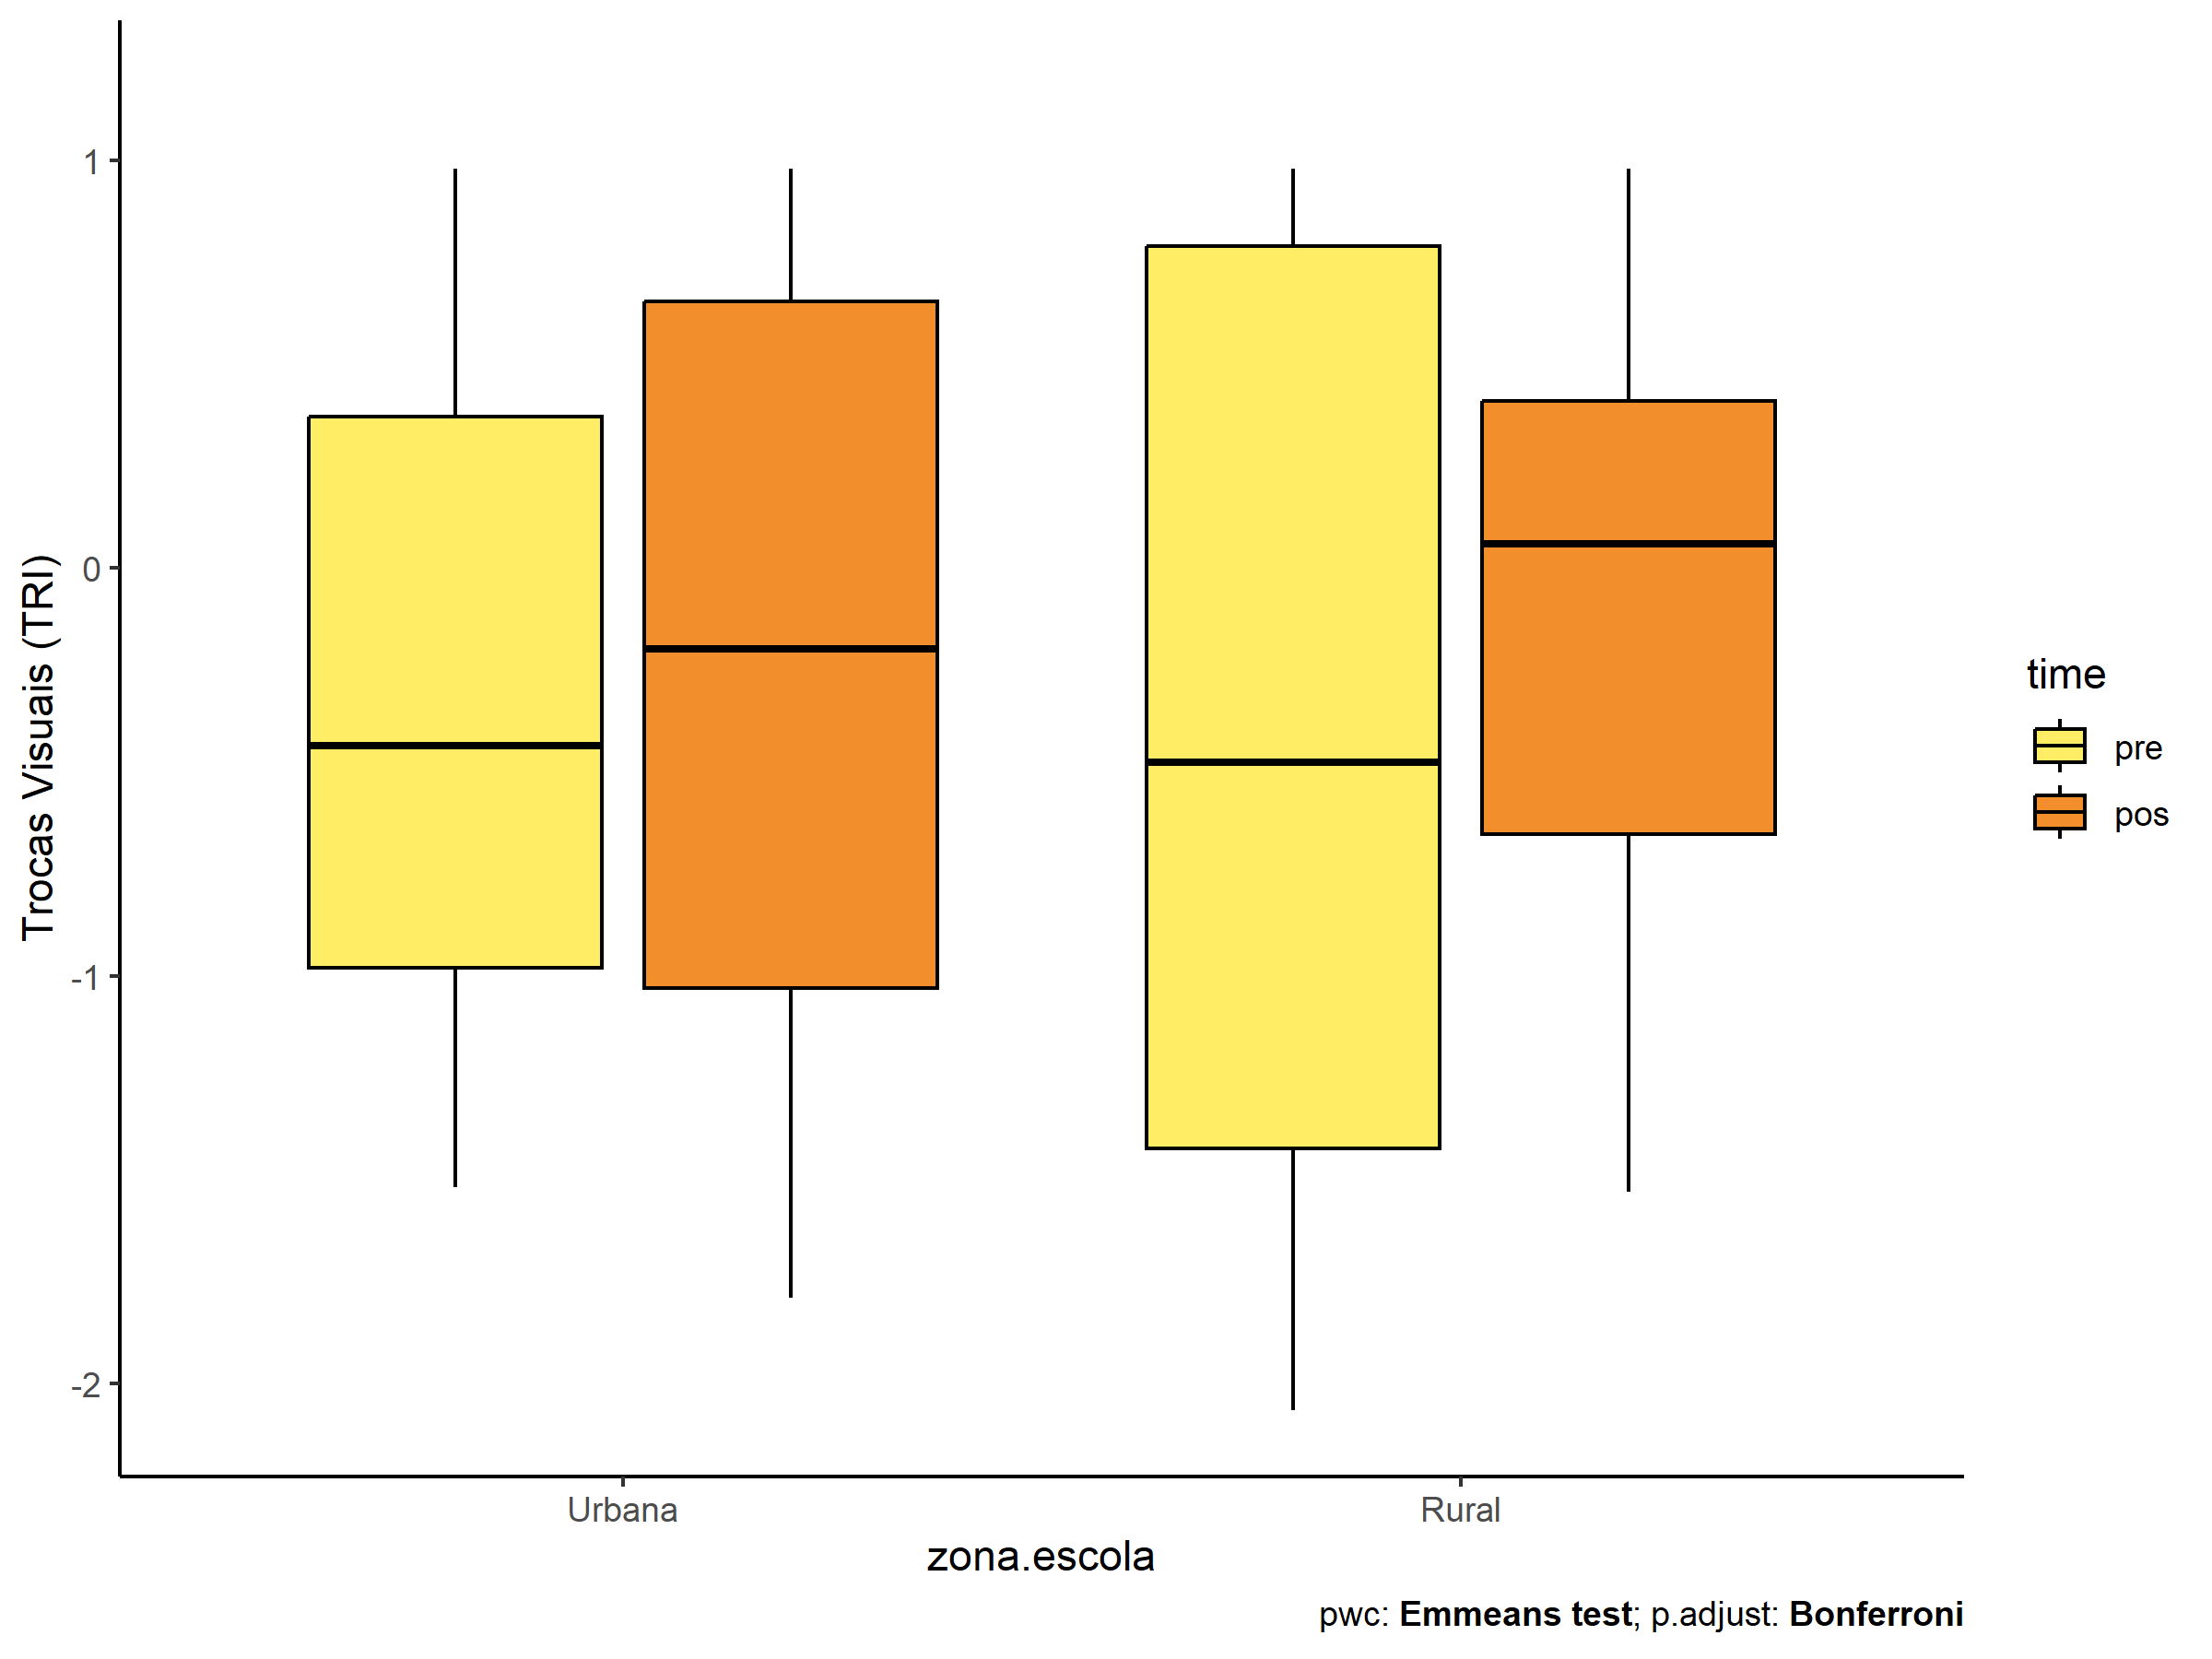 1
0
-1
-2
Trocas Visuais (TRI)
Urbana
Rural
zona.escola
pwc: Emmeans test; p.adjust: Bonferroni
time
pre
pos